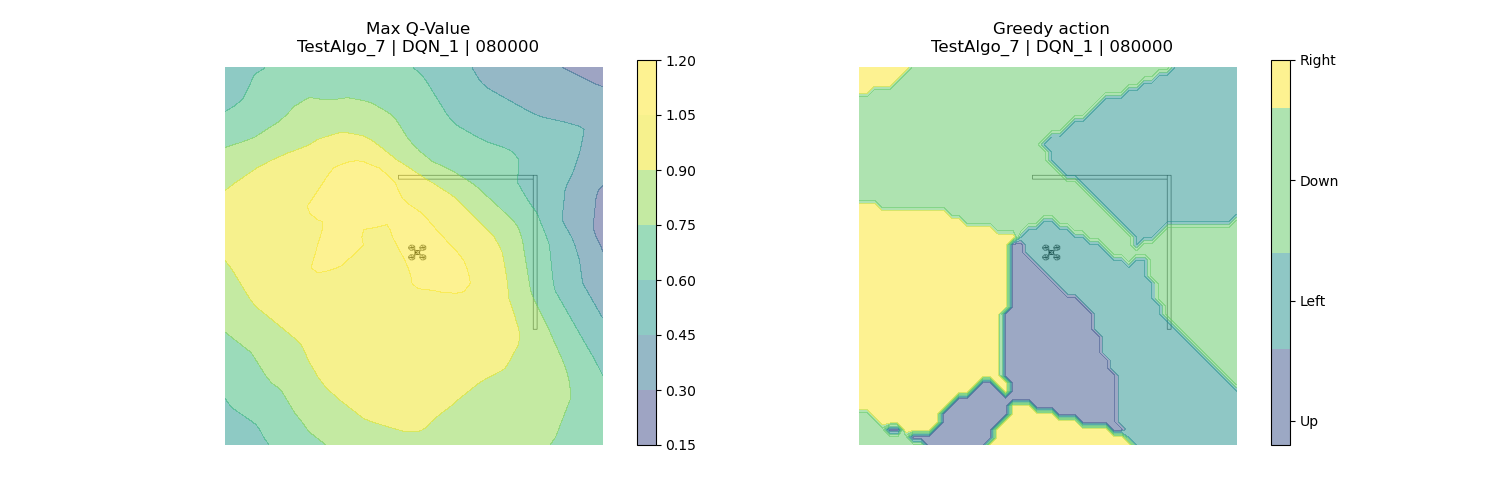 Max Q-Value
TestAlgo_7 | DQN_1 | 080000
1.20
1.05
0.90
0.75
0.60
0.45
0.30
0.15
Greedy action
TestAlgo_7 | DQN_1 | 080000
Right
Down
Left
Up